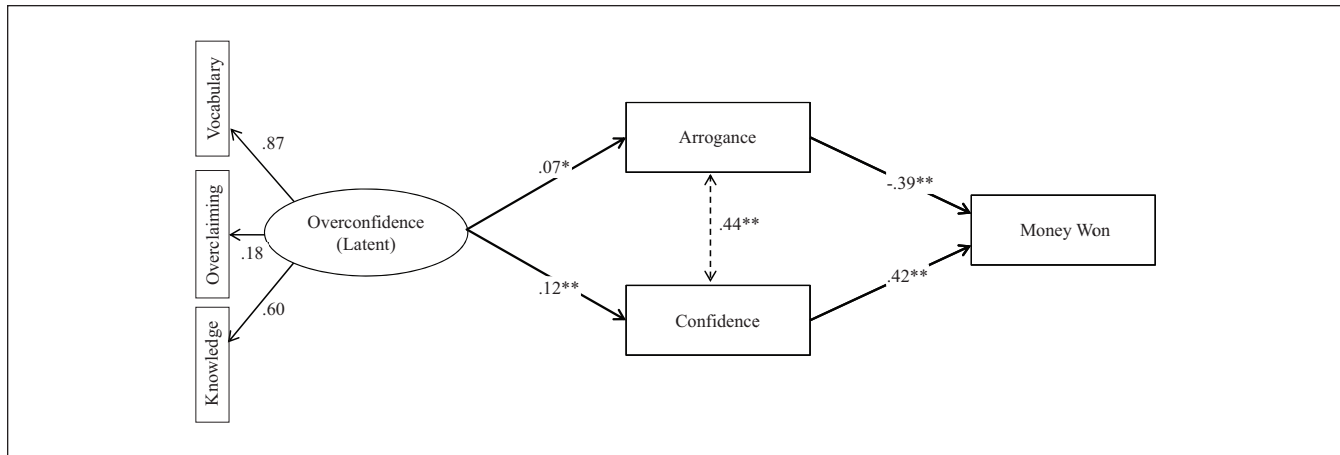 Vocabulary
.87
Overclaiming
.18
Knowledge
.60
Overconfidence
(Latent)
.07*
.12**
Arrogance
.44**
Confidence
-.39**
.42**
Money Won